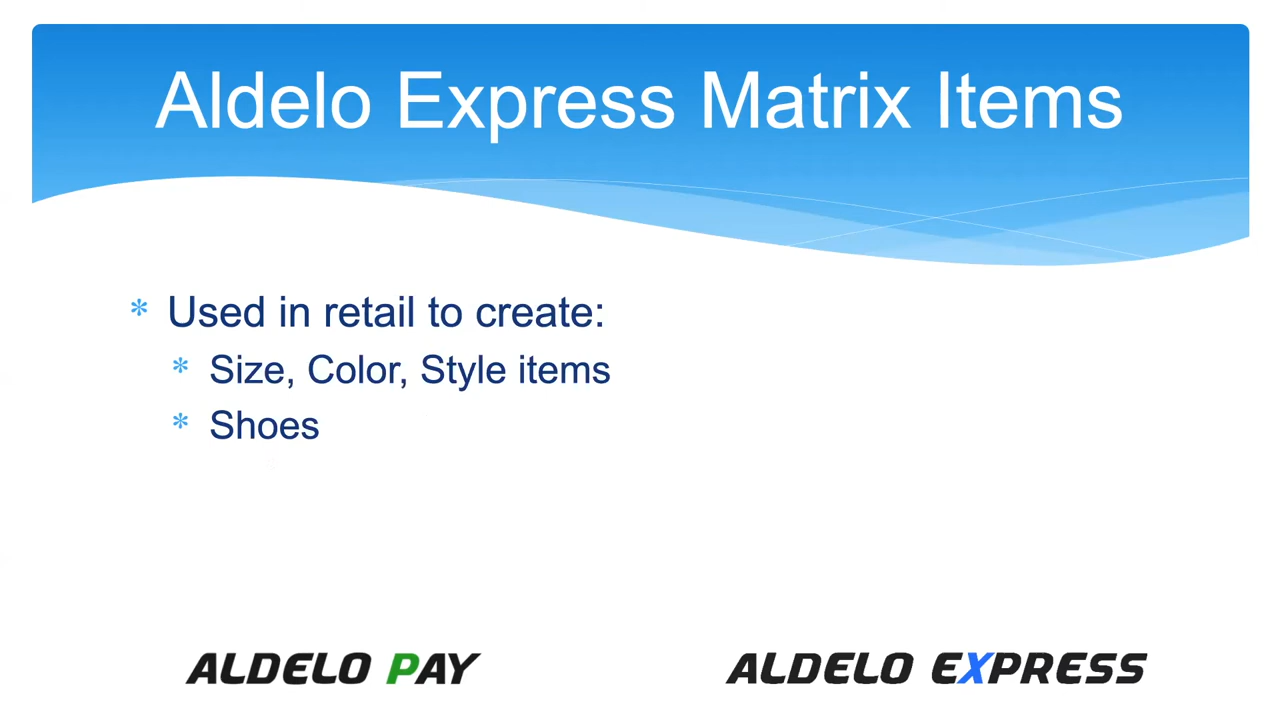 Aldelo Express Matrix Items
* Used in retail to create:
* Size, Color, Style items
* Shoes
ALDELO PAY
ALDELO EXPRESS